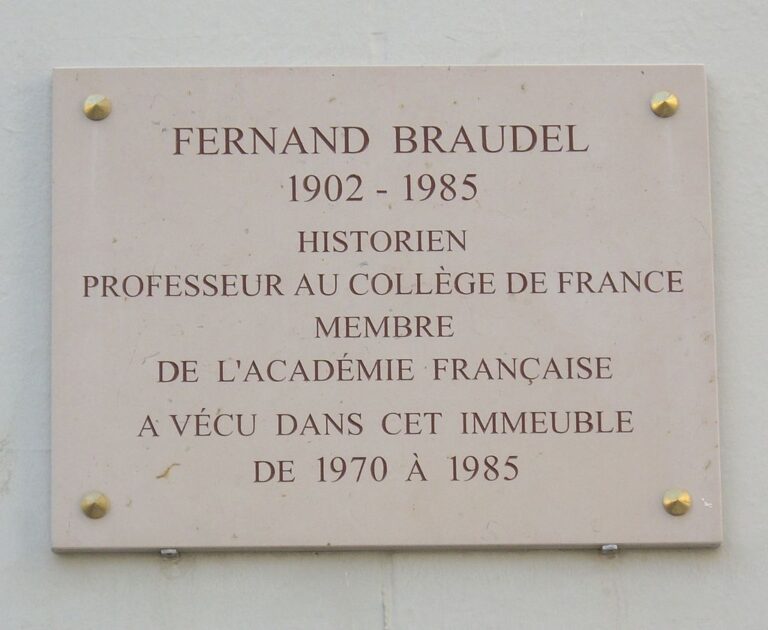 FERNAND BRAUDEL
1902 - 1985
HISTORIEN
PROFESSEUR AU COLLÈGE DE FRANCE
MEMBRE
DE L'ACADÉMIE FRANÇAISE
A VÉCU DANS CET IMMEUBLE
DE 1970 À 1985